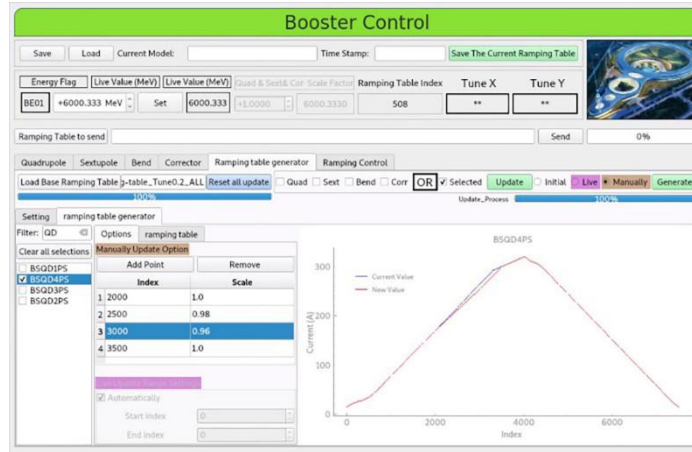 Booster Control
Save Load Current Model: Time Stamp: Save The Current Ramping Table
Energy Flag Live Value (MeV) Live Value (MeV) Quad & Sext& Cor Scale Factor Ramping Table Index Tune X Tune Y
BE01 +6000.333 MeV Set 6000.333 +1.0000 6000.3330 508 ** **
Ramping Table to send Send 0%
Quadrupole Sextupole Bend Corrector Ramping table generator Ramping Control
Load Base Ramping Table g-table_Tune0.2_ALL Reset all update Quad Sext Bend Corr OR Selected Update Initial Live Manually Generate
100% Update_Process 100%
Setting ramping table generator
Filter: QD Options ramping table
Clear all selections Manually Update Option
BSQD1PS
BSQD4PS
BSQD3PS
BSQD2PS
Add Point Remove
Index Scale
1 2000 1.0
2 2500 0.98
3 3000 0.96
4 3500 1.0
Automatically
Start Index 0
End index 0
BSQD4PS
Current Value
New Value
Current (A)
300
200
100
0
0 2000 4000 6000
Index